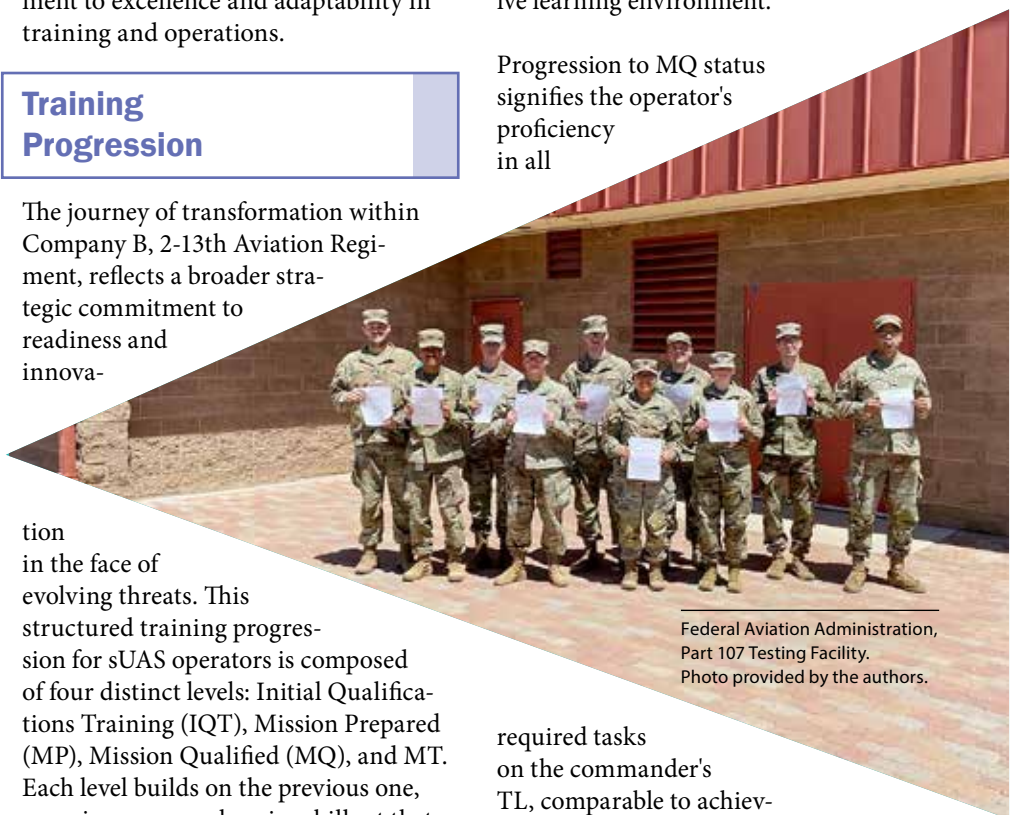 ment to excellence and adaptability in
training and operations.
Training
Progression
The journey of transformation within
Company B, 2-13th Aviation Regi-
ment, reflects a broader stra-
tegic commitment to
readiness and
innova-
tion
in the face of
evolving threats. This
structured training progres-
sion for sUAS operators is composed
of four distinct levels: Initial Qualifica-
tions Training (IQT), Mission Prepared
(MP), Mission Qualified (MQ), and MT.
Each level builds on the previous one,
ive learning environment.
Progression to MQ status
signifies the operator's
proficiency
in all
Federal Aviation Administration,
Part 107 Testing Facility.
Photo provided by the authors.
required tasks
on the commander's
TL, comparable to achiev-